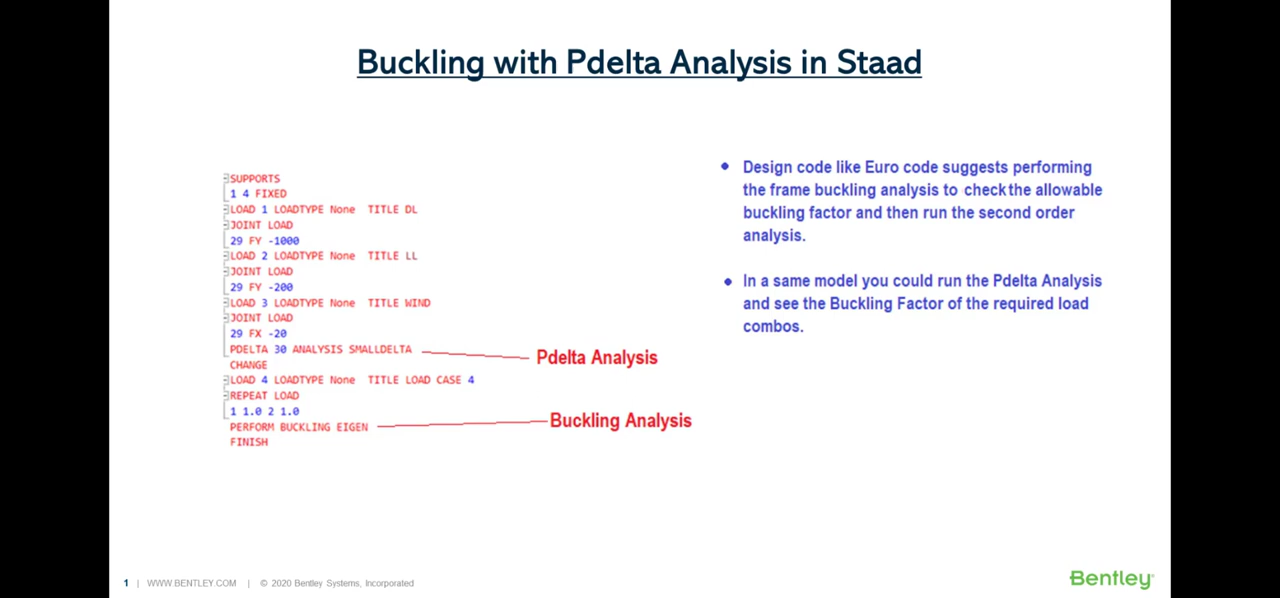 Buckling with Pdelta Analysis in Staad
SUPPORTS
1 4 FIXED
LOAD 1 LOADTYPE None TITLE DL
JOINT LOAD
29 FY -1000
LOAD 2 LOADTYPE None TITLE LL
JOINT LOAD
29 FY -200
LOAD 3 LOADTYPE None TITLE WIND
JOINT LOAD
29 FX -20
PDELTA 30 ANALYSIS SMALLDELTA
CHANGE
LOAD 4 LOADTYPE None TITLE LOAD CASE 4
REPEAT LOAD
1 1.0 2 1.0
PERFORM BUCKLING EIGEN
FINISH
Pdelta Analysis
Buckling Analysis
• Design code like Euro code suggests performing
the frame buckling analysis to check the allowable
buckling factor and then run the second order
analysis.
• In a same model you could run the Pdelta Analysis
and see the Buckling Factor of the required load
combos.
1 | WWW.BENTLEY.COM | © 2020 Bentley Systems, Incorporated
Bentley®